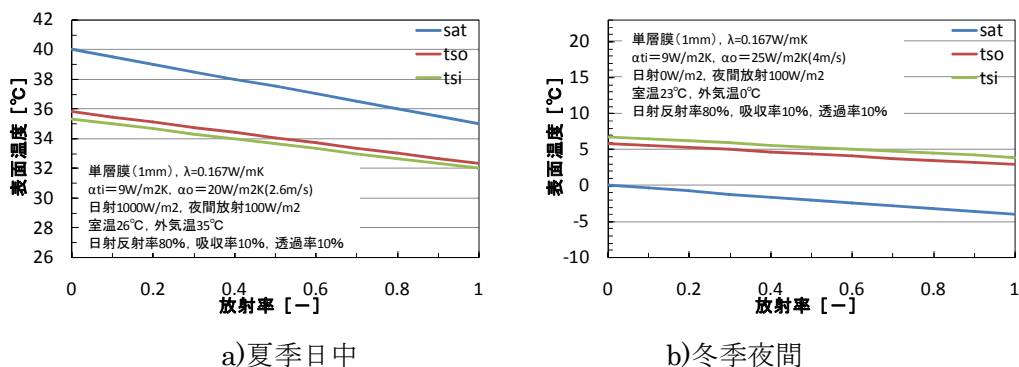 42
40
38
36
34
32
30
28
26
表面温度 [℃]
0
0.2
0.4
0.6
0.8
1
放射率 [－]
sat
tso
tsi
単層膜(1mm), λ=0.167W/mK
αti＝9W/m2K, αo＝20W/m2K(2.6m/s)
日射1000W/m2, 夜間放射100W/m2
室温26℃, 外気温35℃
日射反射率80%, 吸収率10%, 透過率10%
a)夏季日中
20
15
10
5
0
-5
-10
表面温度 [℃]
0
0.2
0.4
0.6
0.8
1
放射率 [－]
単層膜(1mm), λ=0.167W/mK
αti＝9W/m2K, αo＝25W/m2K(4m/s)
日射0W/m2, 夜間放射100W/m2
室温23℃, 外気温0℃
日射反射率80%, 吸収率10%, 透過率10%
sat
tso
tsi
b)冬季夜間